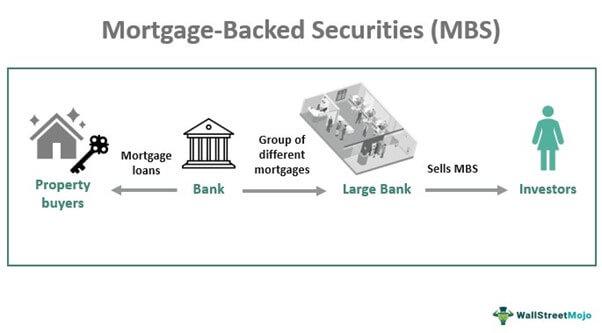 Mortgage-Backed Securities (MBS)
Mortgage
loans
Group of
different
mortgages
Sells MBS
Property
buyers
Bank
Large Bank
Investors
WallStreetMojo